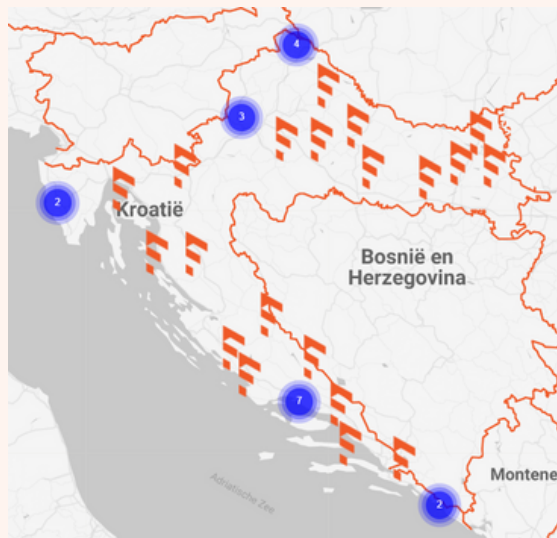 4
3
2
Kroatië
Bosnië en
Herzegovina
7
Adriatische Zee
Montene
2